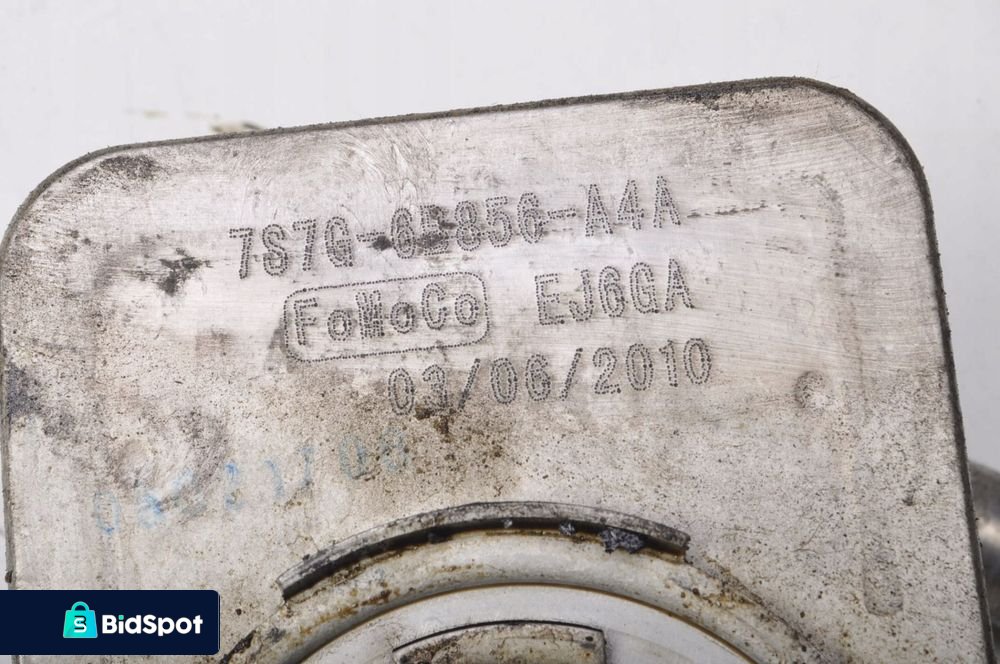 7S7G-6B856-A4A
FoMoCo EJ6GA
03/06/2010
BidSpot